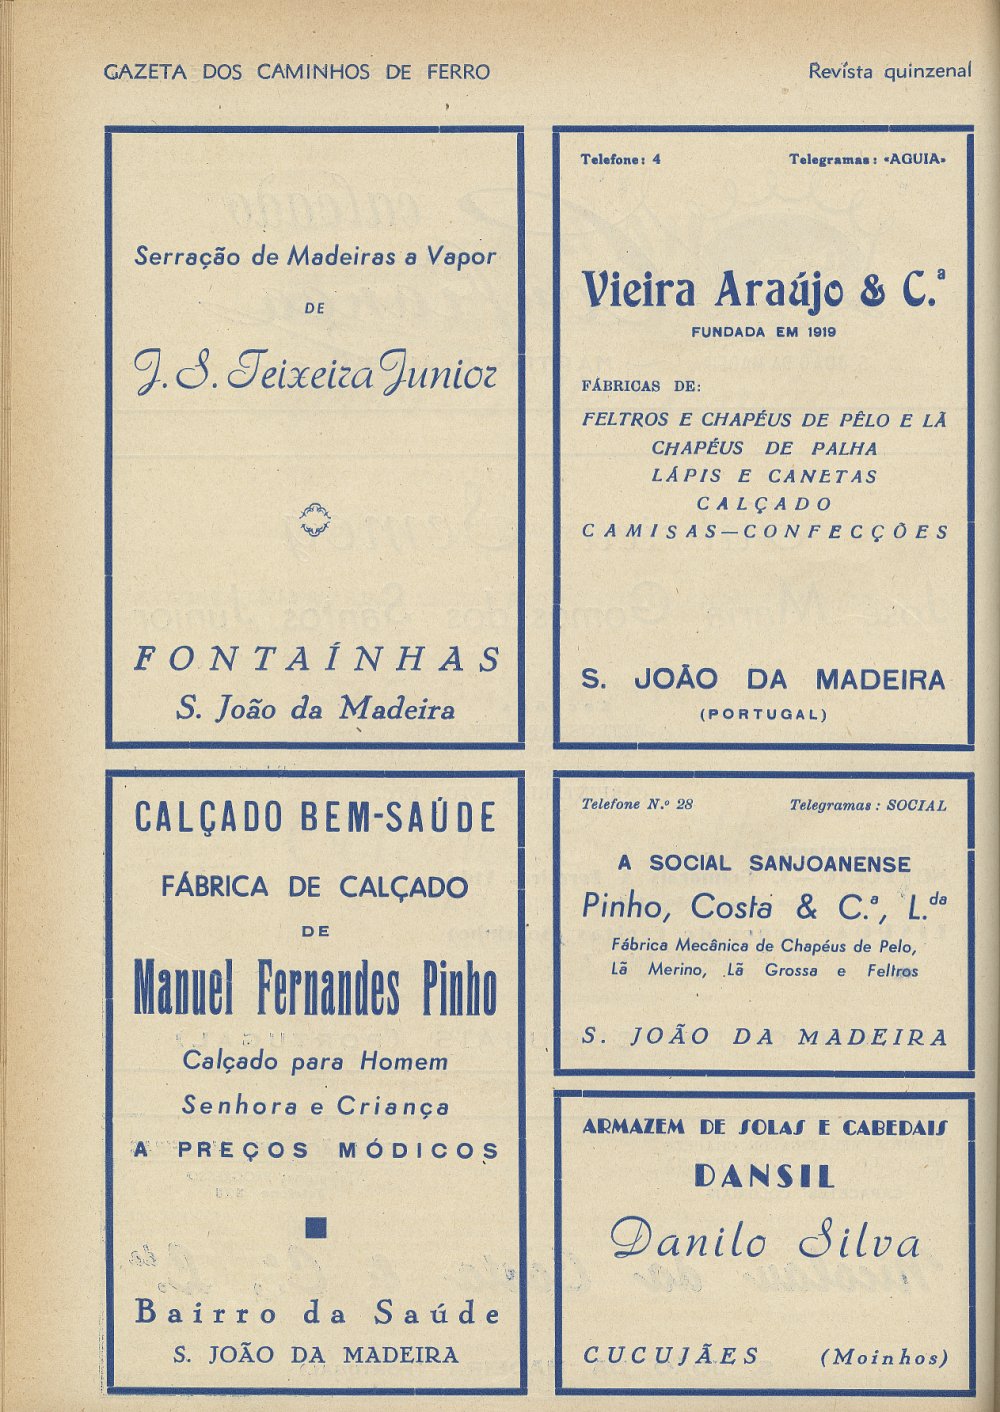 GAZETA DOS CAMINHOS DE FERRO
Revista quinzenal
Serração de Madeiras a Vapor
DE
J. S. Teixeira Junior
FONTAÍNHAS
S. João da Madeira
Telefone: 4
Telegramas: «AGUIA»
Vieira Araújo & C.ª
FUNDADA EM 1919
FÁBRICAS DE:
FELTROS E CHAPÉUS DE PÊLO E LÃ
CHAPÉUS DE PALHA
LÁPIS E CANETAS
CALÇADO
CAMISAS—CONFECÇÕES
S. JOÃO DA MADEIRA
(PORTUGAL)
CALÇADO BEM-SAÚDE
FÁBRICA DE CALÇADO
DE
Manuel Fernandes Pinho
Calçado para Homem
Senhora e Criança
A PREÇOS MÓDICOS
Bairro da Saúde
S. JOÃO DA MADEIRA
Telefone N.º 28
Telegramas: SOCIAL
A SOCIAL SANJOANENSE
Pinho, Costa & C.ª, L.da
Fábrica Mecânica de Chapéus de Pelo,
Lã Merino, Lã Grossa e Feltros
S. JOÃO DA MADEIRA
ARMAZEM DE SOLAS E CABEDAIS
DANSIL
Danilo Silva
CUCUJÃES (Moinhos)